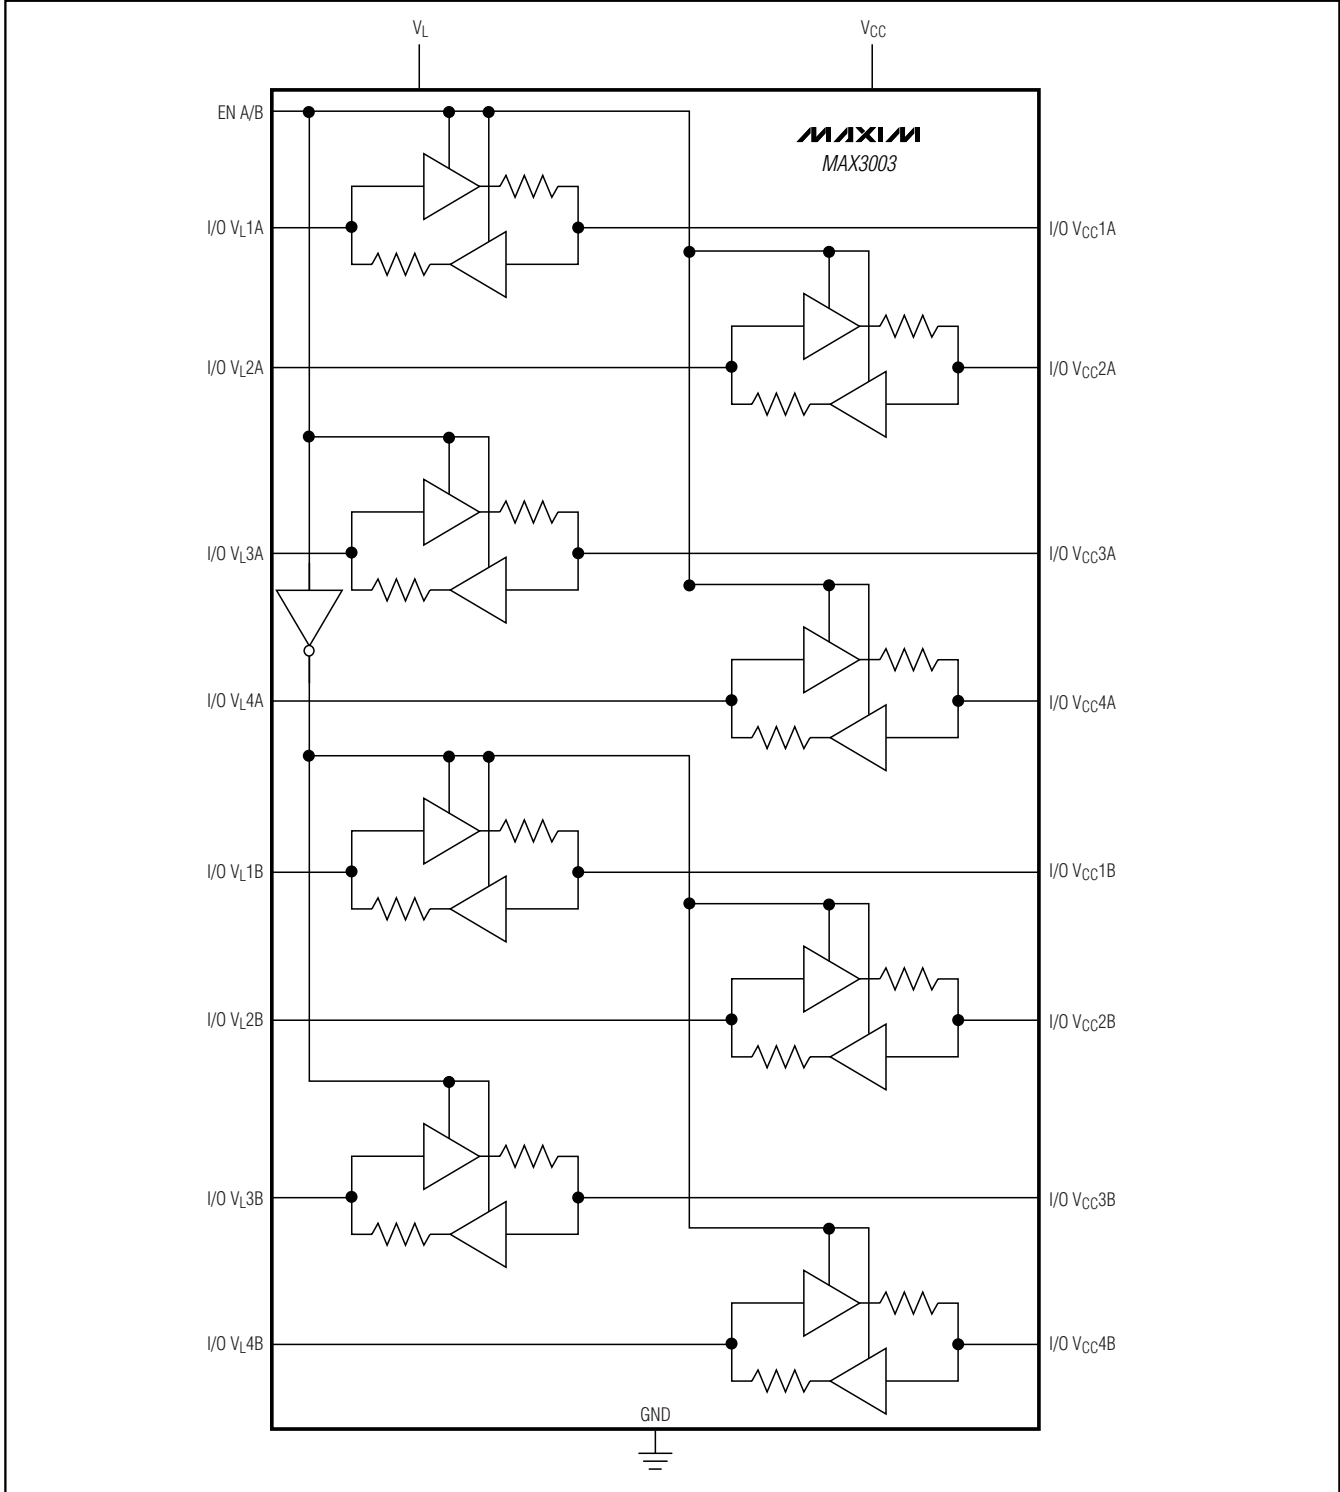 VL
VCC
EN A/B
MAXIM
MAX3003
I/O VL1A
I/O VCC1A
I/O VL2A
I/O VCC2A
I/O VL3A
I/O VCC3A
I/O VL4A
I/O VCC4A
I/O VL1B
I/O VCC1B
I/O VL2B
I/O VCC2B
I/O VL3B
I/O VCC3B
I/O VL4B
I/O VCC4B
GND